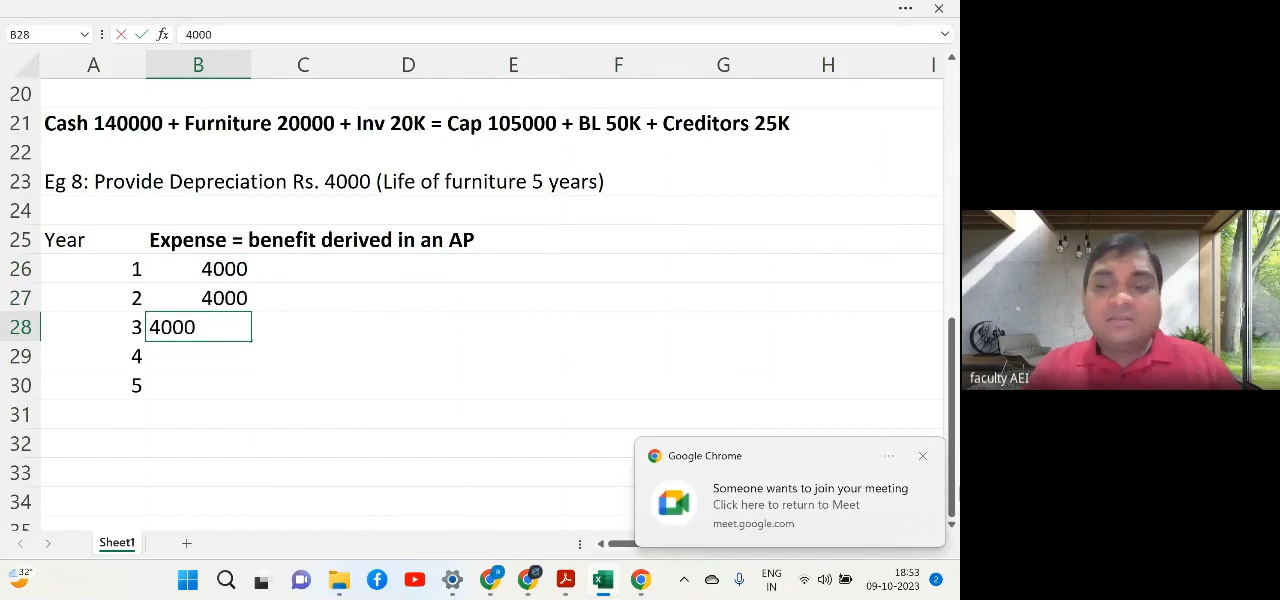 B28
fx
4000
A B C D E F G H I
20
21 Cash 140000 + Furniture 20000 + Inv 20K = Cap 105000 + BL 50K + Creditors 25K
22
23 Eg 8: Provide Depreciation Rs. 4000 (Life of furniture 5 years)
24
25 Year Expense = benefit derived in an AP
26 1 4000
27 2 4000
28 3 4000
29 4
30 5
31
32
33
34
35
faculty AEI
Google Chrome
Someone wants to join your meeting
Click here to return to Meet
meet.google.com
Sheet1
32°
ENG
IN
18:53
09-10-2023
2